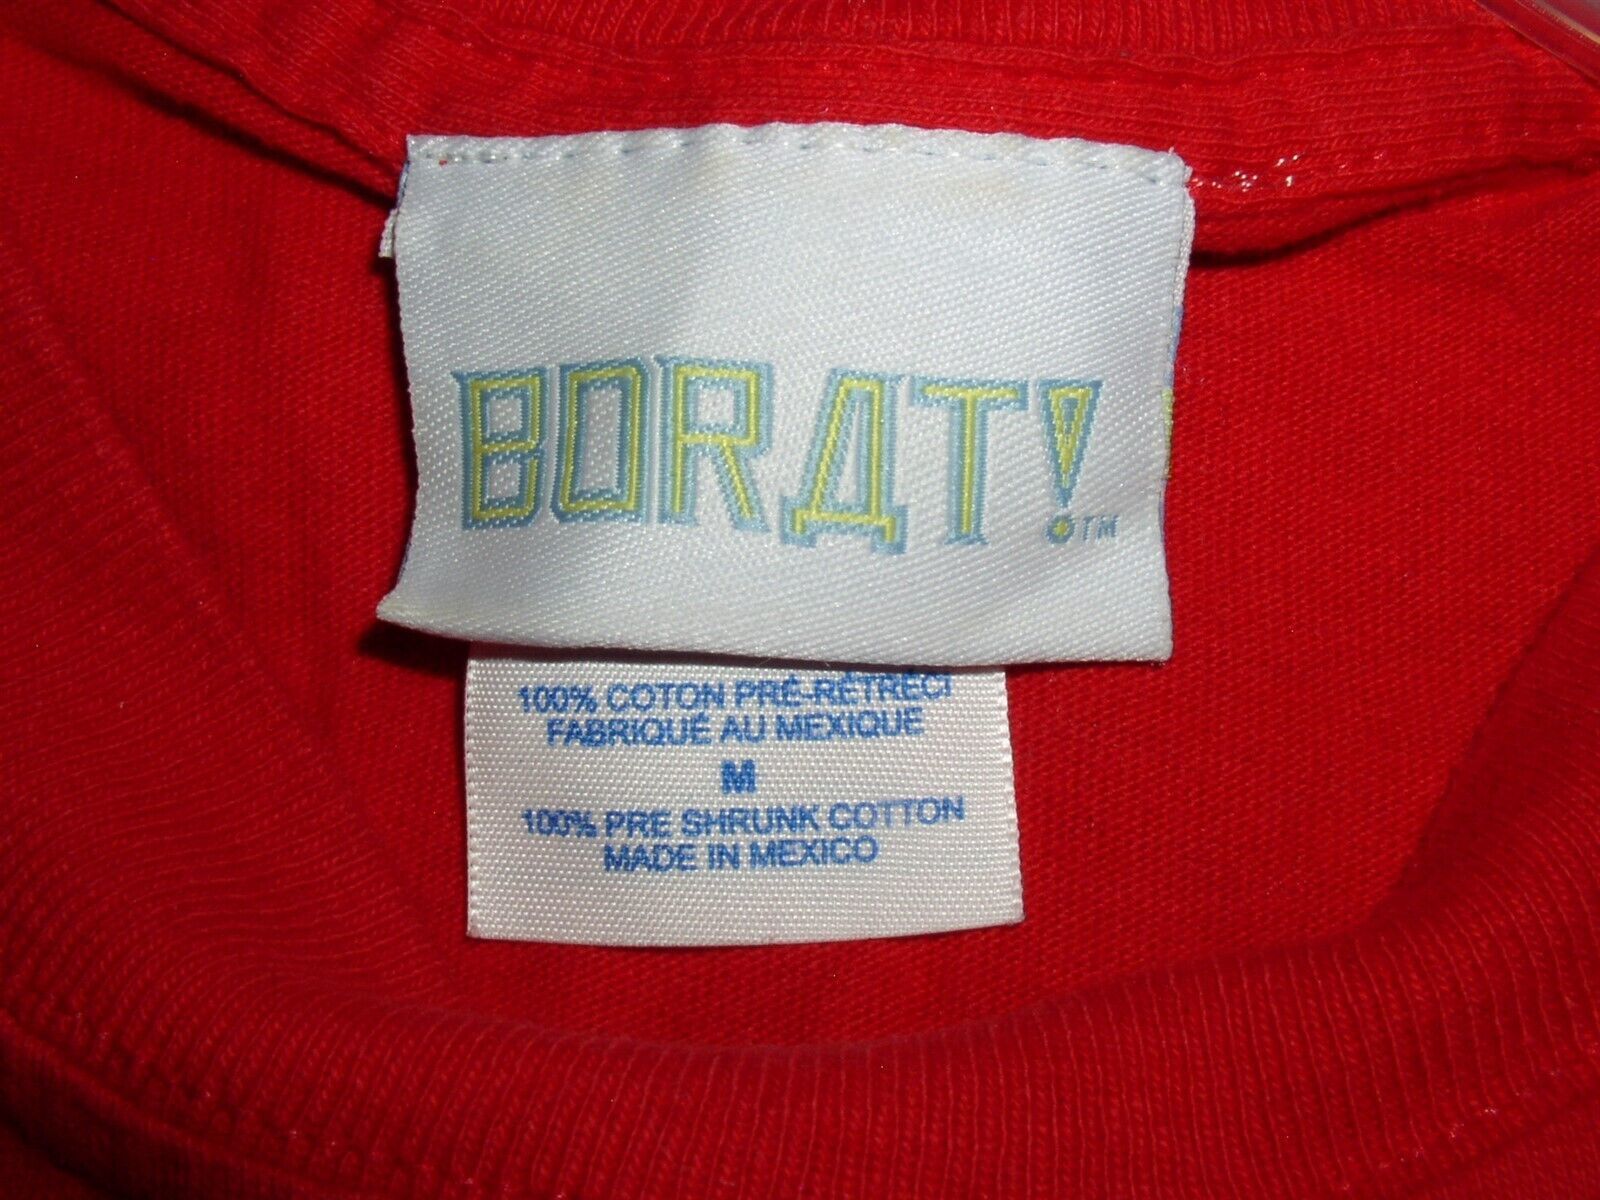 BORДT!™
100% COTON PRÉ-RÉTRÉCI
FABRIQUÉ AU MEXIQUE
M
100% PRE SHRUNK COTTON
MADE IN MEXICO